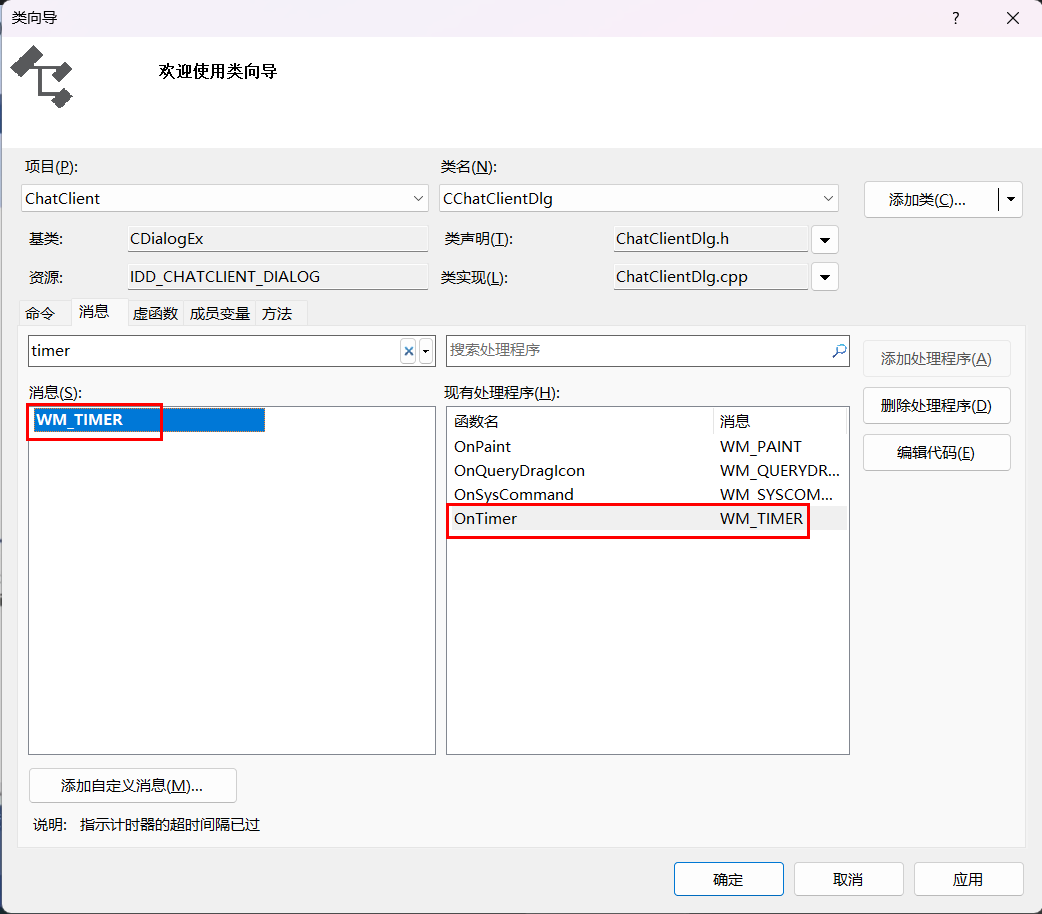 类向导
?
欢迎使用类向导
项目(P):
类名(N):
ChatClient
CChatClientDlg
添加类(C)...
基类:
CDialogEx
类声明(T):
ChatClientDlg.h
资源:
IDD_CHATCLIENT_DIALOG
类实现(L):
ChatClientDlg.cpp
命令
消息
虚函数
成员变量
方法
timer
搜索处理程序
添加处理程序(A)
消息(S):
现有处理程序(H):
删除处理程序(D)
WM_TIMER
函数名
消息
OnPaint
WM_PAINT
编辑代码(E)
OnQueryDragIcon
WM_QUERYDR...
OnSysCommand
WM_SYSCOM...
OnTimer
WM_TIMER
添加自定义消息(M)...
说明: 指示计时器的超时间隔已过
确定
取消
应用